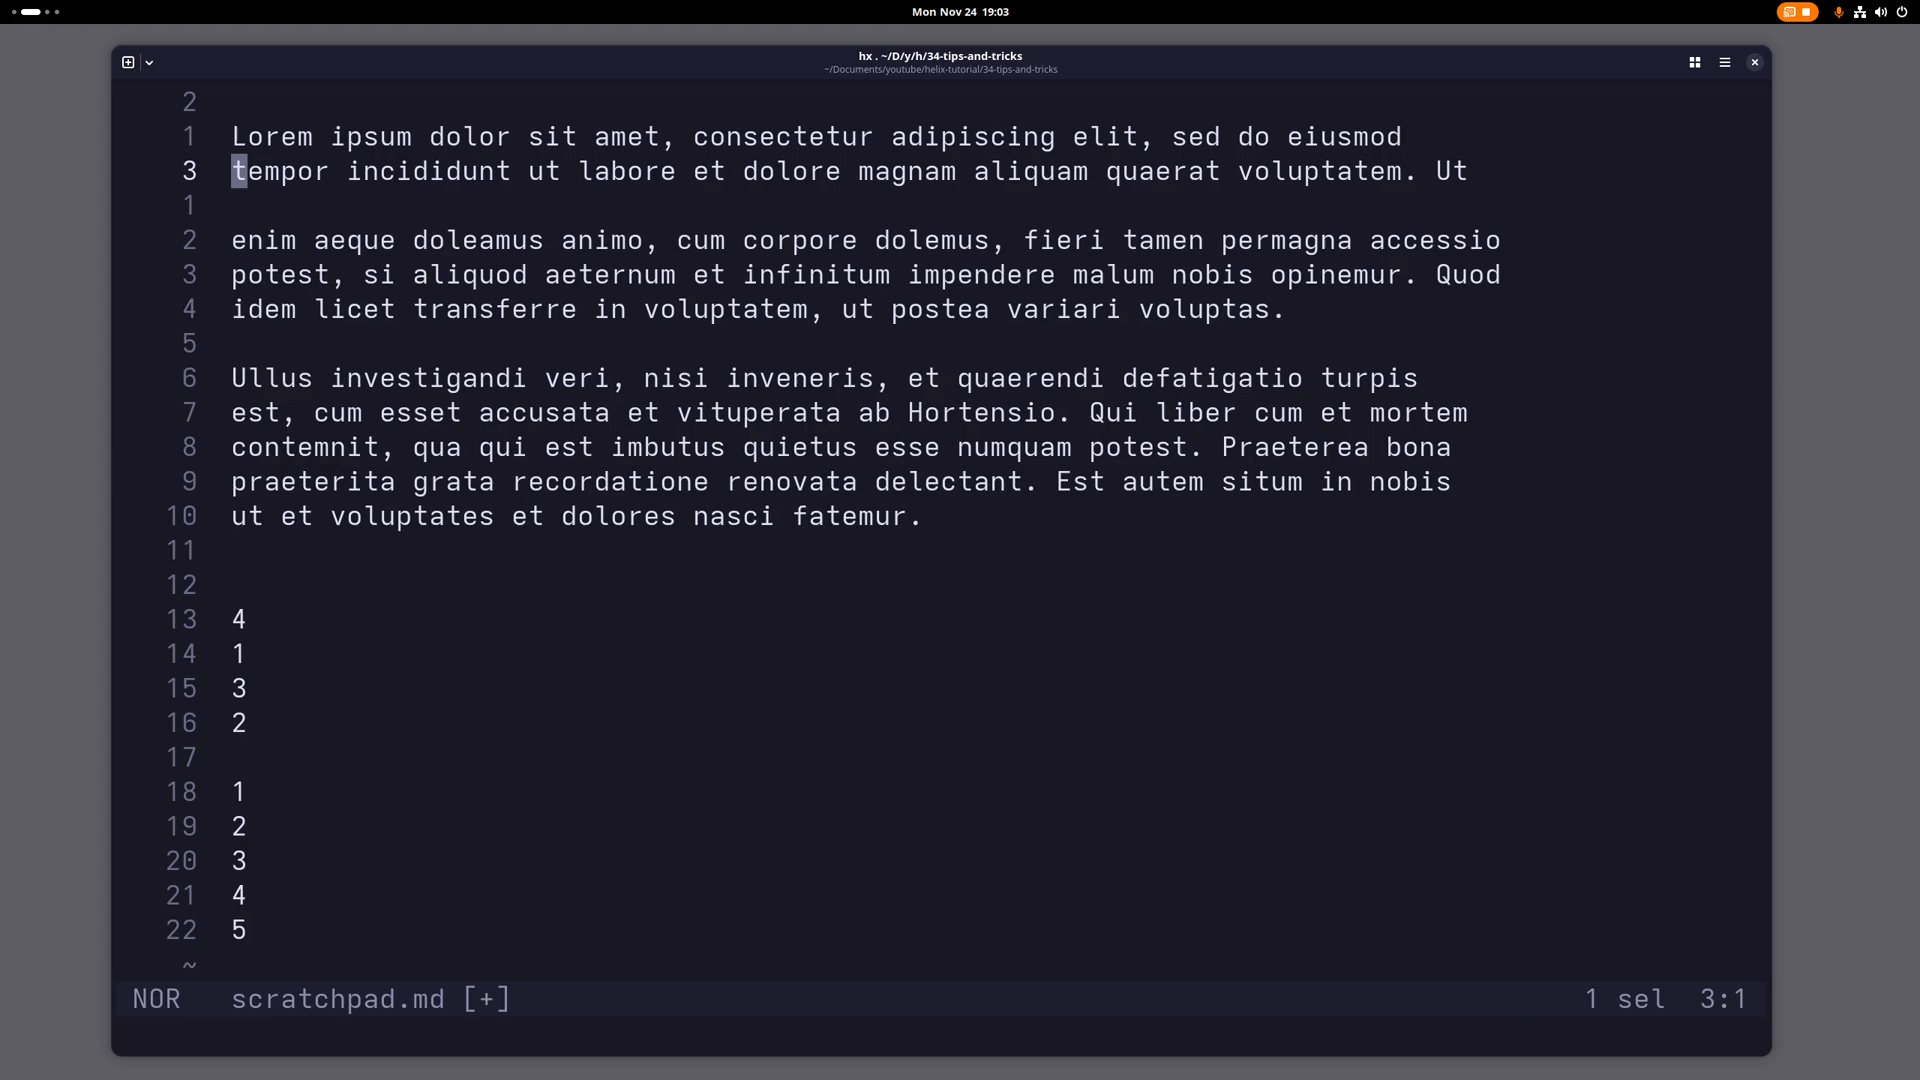 Mon Nov 24 19:03
hx . ~/D/y/h/34-tips-and-tricks
~/Documents/youtube/helix-tutorial/34-tips-and-tricks
2
1 Lorem ipsum dolor sit amet, consectetur adipiscing elit, sed do eiusmod
3 tempor incididunt ut labore et dolore magnam aliquam quaerat voluptatem. Ut
1
2 enim aeque doleamus animo, cum corpore dolemus, fieri tamen permagna accessio
3 potest, si aliquod aeternum et infinitum impendere malum nobis opinemur. Quod
4 idem licet transferre in voluptatem, ut postea variari voluptas.
5
6 Ullus investigandi veri, nisi inveneris, et quaerendi defatigatio turpis
7 est, cum esset accusata et vituperata ab Hortensio. Qui liber cum et mortem
8 contemnit, qua qui est imbutus quietus esse numquam potest. Praeterea bona
9 praeterita grata recordatione renovata delectant. Est autem situm in nobis
10 ut et voluptates et dolores nasci fatemur.
11
12
13 4
14 1
15 3
16 2
17
18 1
19 2
20 3
21 4
22 5
~
NOR scratchpad.md [+] 1 sel 3:1